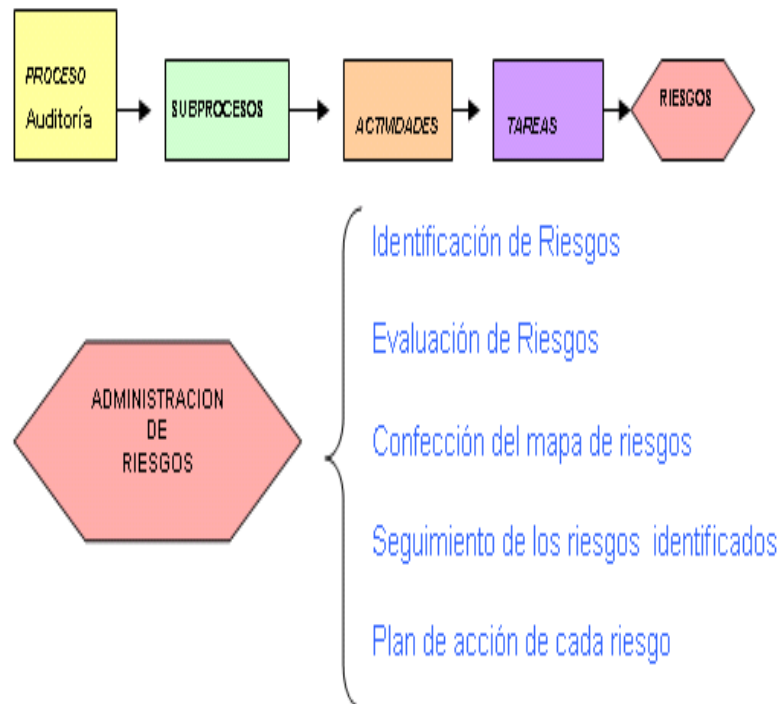 PROCESO
Auditoría
SUBPROCESOS
ACTIVIDADES
TAREAS
RIESGOS
ADMINISTRACION
DE
RIESGOS
Identificación de Riesgos
Evaluación de Riesgos
Confección del mapa de riesgos
Seguimiento de los riesgos identificados
Plan de acción de cada riesgo